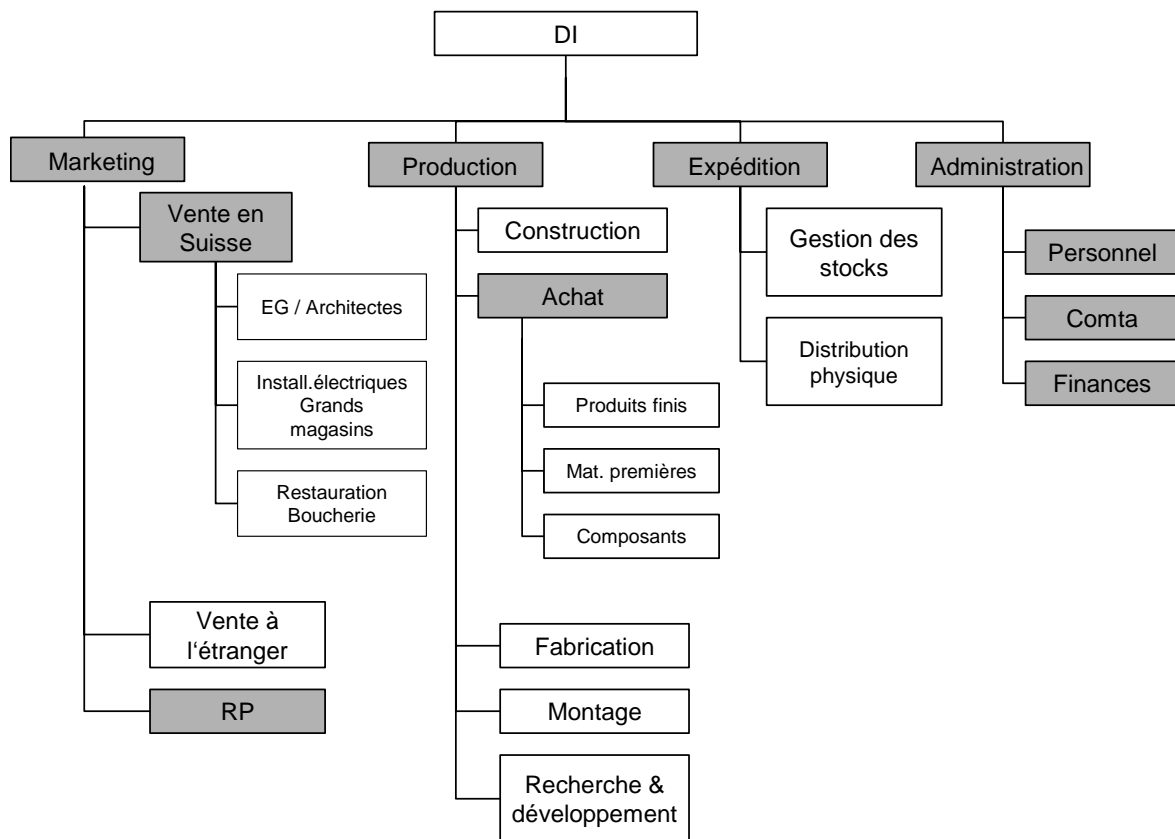 DI
Marketing
Vente en
Suisse
EG / Architectes
Install.électriques
Grands
magasins
Restauration
Boucherie
Vente à
l‘étranger
RP
Production
Construction
Achat
Produits finis
Mat. premières
Composants
Fabrication
Montage
Recherche &
développement
Expédition
Gestion des
stocks
Distribution
physique
Administration
Personnel
Comta
Finances